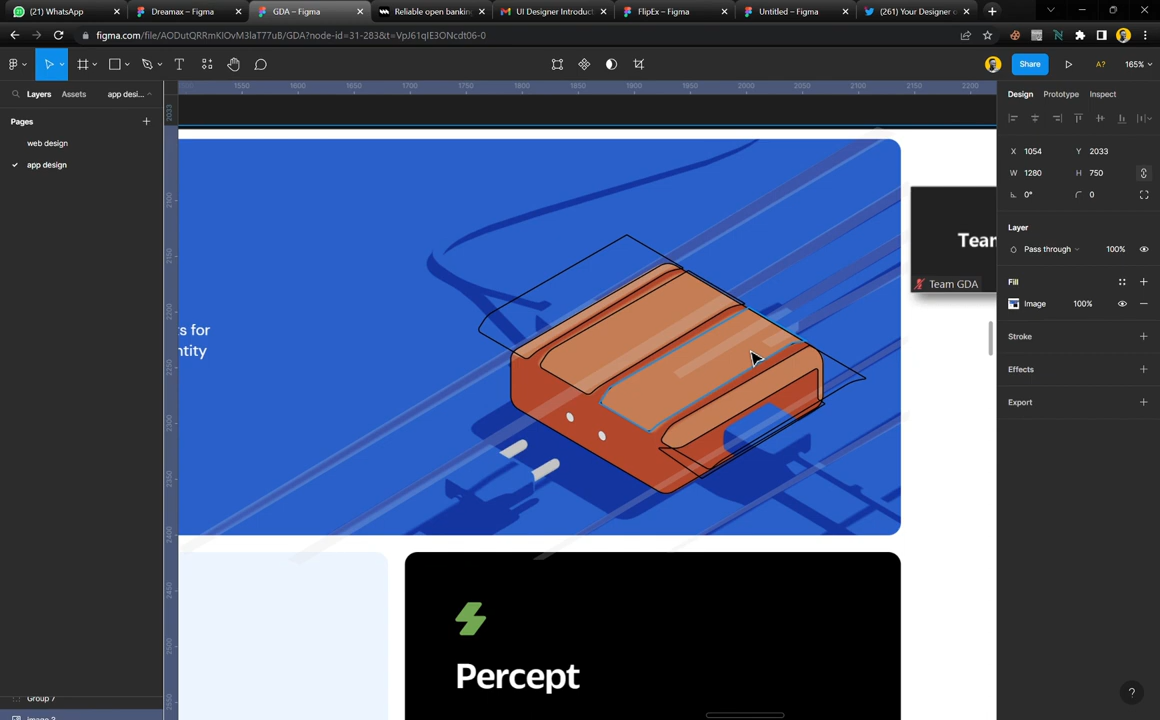 (21) WhatsApp
Dreamax – Figma
GDA – Figma
Reliable open banking
UI Designer Introduct
FlipEx – Figma
Untitled – Figma
(261) Your Designer o
figma.com/file/AODutQRRmKIOvM3laT77uB/GDA?node-id=31-283&t=VpJ61qIE3ONcdt06-0
Share
A?
165%
Layers
Assets
app desi...
1550
1600
1650
1700
1750
1800
1850
1900
1950
2000
2050
2100
2150
2200
Design
Prototype
Inspect
Pages
web design
app design
X 1054
Y 2033
W 1280
H 750
0°
0
Layer
Pass through
100%
Fill
Image
100%
Stroke
Effects
Export
s for
ntity
Team
Team GDA
Percept
Group 7
?